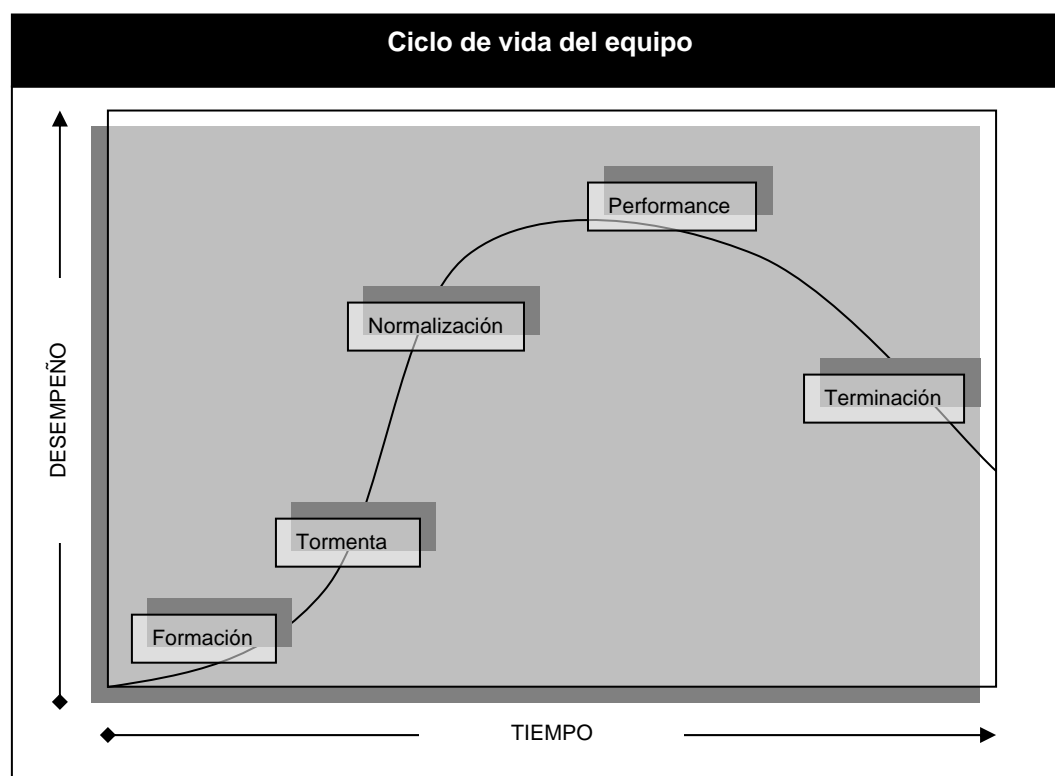 Ciclo de vida del equipo
Performance
Normalización
Terminación
DESEMPEÑO
Tormenta
Formación
TIEMPO